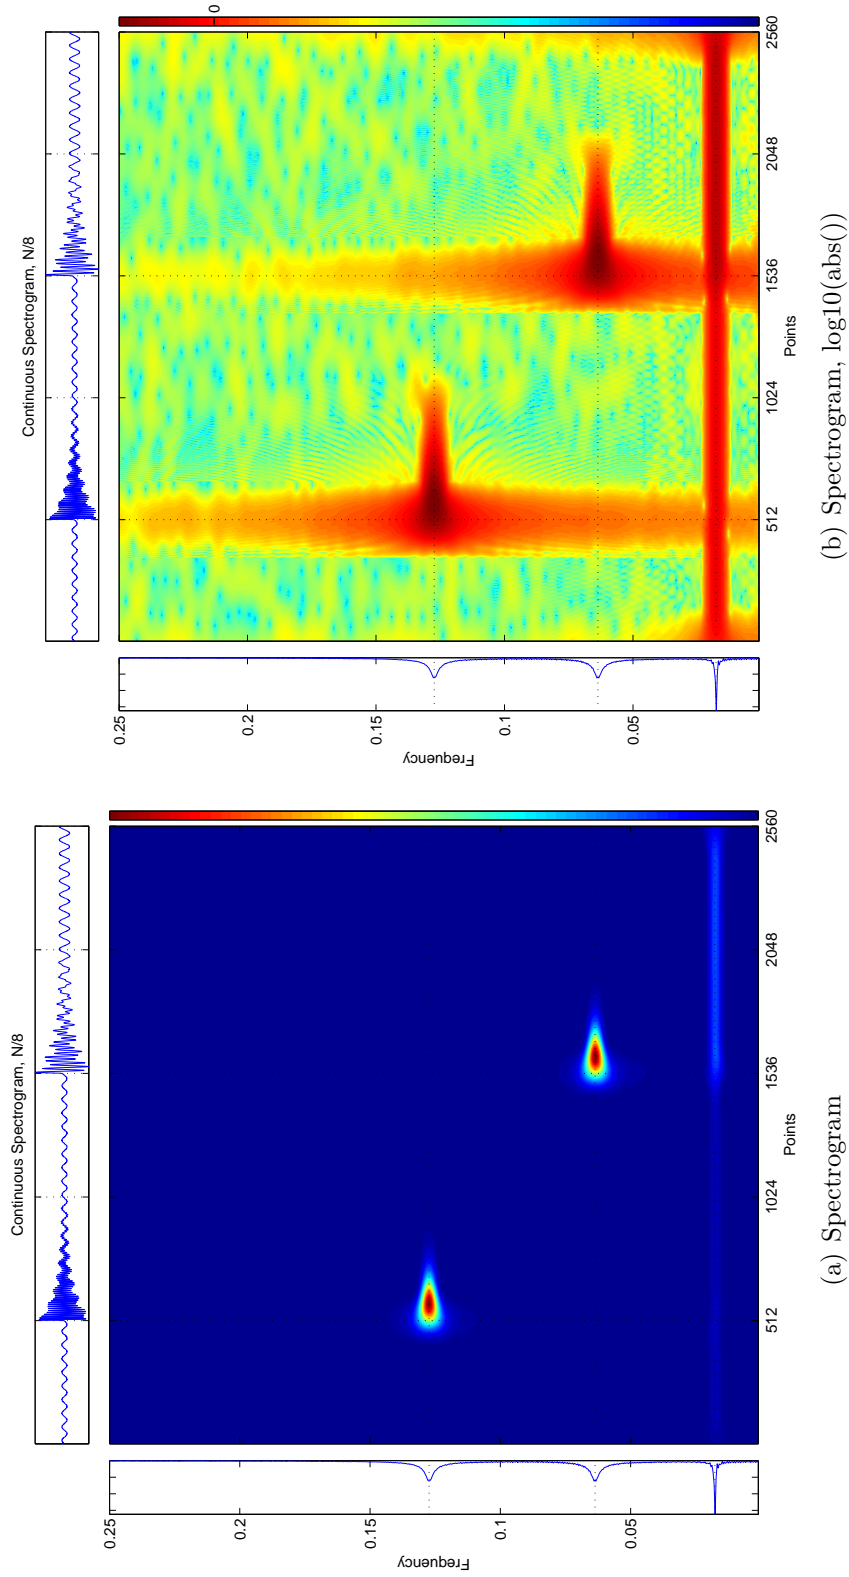 Continuous Spectrogram, N/8
0.25
0.2
0.15
0.1
0.05
Frequency
512
1024
1536
2048
2560
Points
(a) Spectrogram
Continuous Spectrogram, N/8
0
0.25
0.2
0.15
0.1
0.05
Frequency
512
1024
1536
2048
2560
Points
(b) Spectrogram, log10(abs())